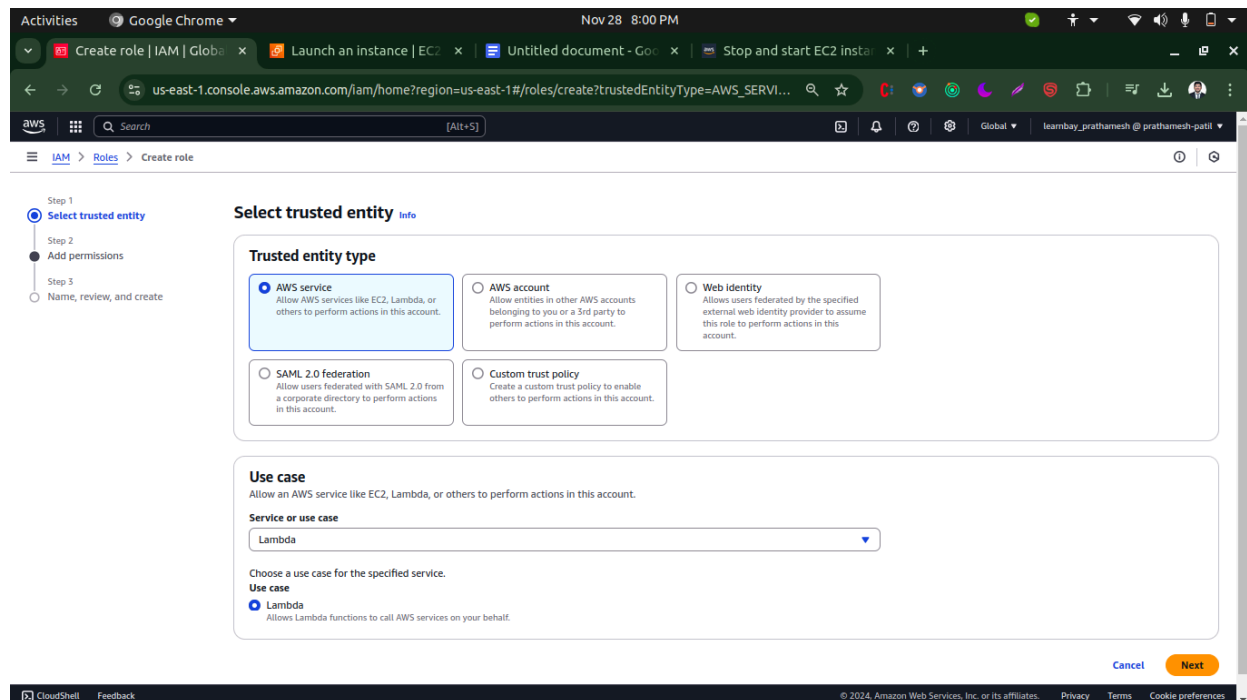 Activities
Google Chrome
Nov 28 8:00 PM
Create role | IAM | Globa
Launch an instance | EC2
Untitled document - Goo
Stop and start EC2 instan
us-east-1.console.aws.amazon.com/iam/home?region=us-east-1#/roles/create?trustedEntityType=AWS_SERVI...
aws
Search
[Alt+S]
Global
learnbay_prathamesh @ prathamesh-patil
IAM > Roles > Create role
Step 1
Select trusted entity
Step 2
Add permissions
Step 3
Name, review, and create
Select trusted entity Info
Trusted entity type
AWS service
Allow AWS services like EC2, Lambda, or
others to perform actions in this account.
AWS account
Allow entities in other AWS accounts
belonging to you or a 3rd party to
perform actions in this account.
Web identity
Allows users federated by the specified
external web identity provider to assume
this role to perform actions in this
account.
SAML 2.0 federation
Allow users federated with SAML 2.0 from
a corporate directory to perform actions
in this account.
Custom trust policy
Create a custom trust policy to enable
others to perform actions in this account.
Use case
Allow an AWS service like EC2, Lambda, or others to perform actions in this account.
Service or use case
Lambda
Choose a use case for the specified service.
Use case
Lambda
Allows Lambda functions to call AWS services on your behalf.
Cancel
Next
CloudShell
Feedback
© 2024, Amazon Web Services, Inc. or its affiliates.
Privacy
Terms
Cookie preferences